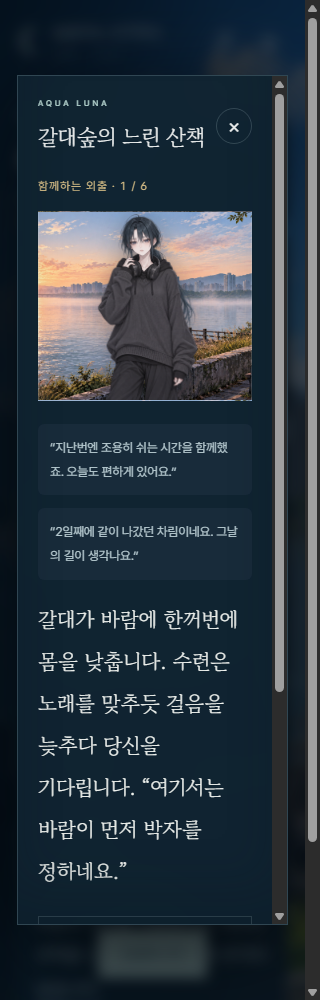 AQUA LUNA
갈대숲의 느린 산책
×
함께하는 외출 · 1 / 6
“지난번엔 조용히 쉬는 시간을 함께했
죠. 오늘도 편하게 있어요.”
“2일째에 같이 나갔던 차림이네요. 그날
의 길이 생각나요.”
갈대가 바람에 한꺼번에
몸을 낮춥니다. 수련은
노래를 맞추듯 걸음을
늦추다 당신을
기다립니다. “여기서는
바람이 먼저 박자를
정하네요.”